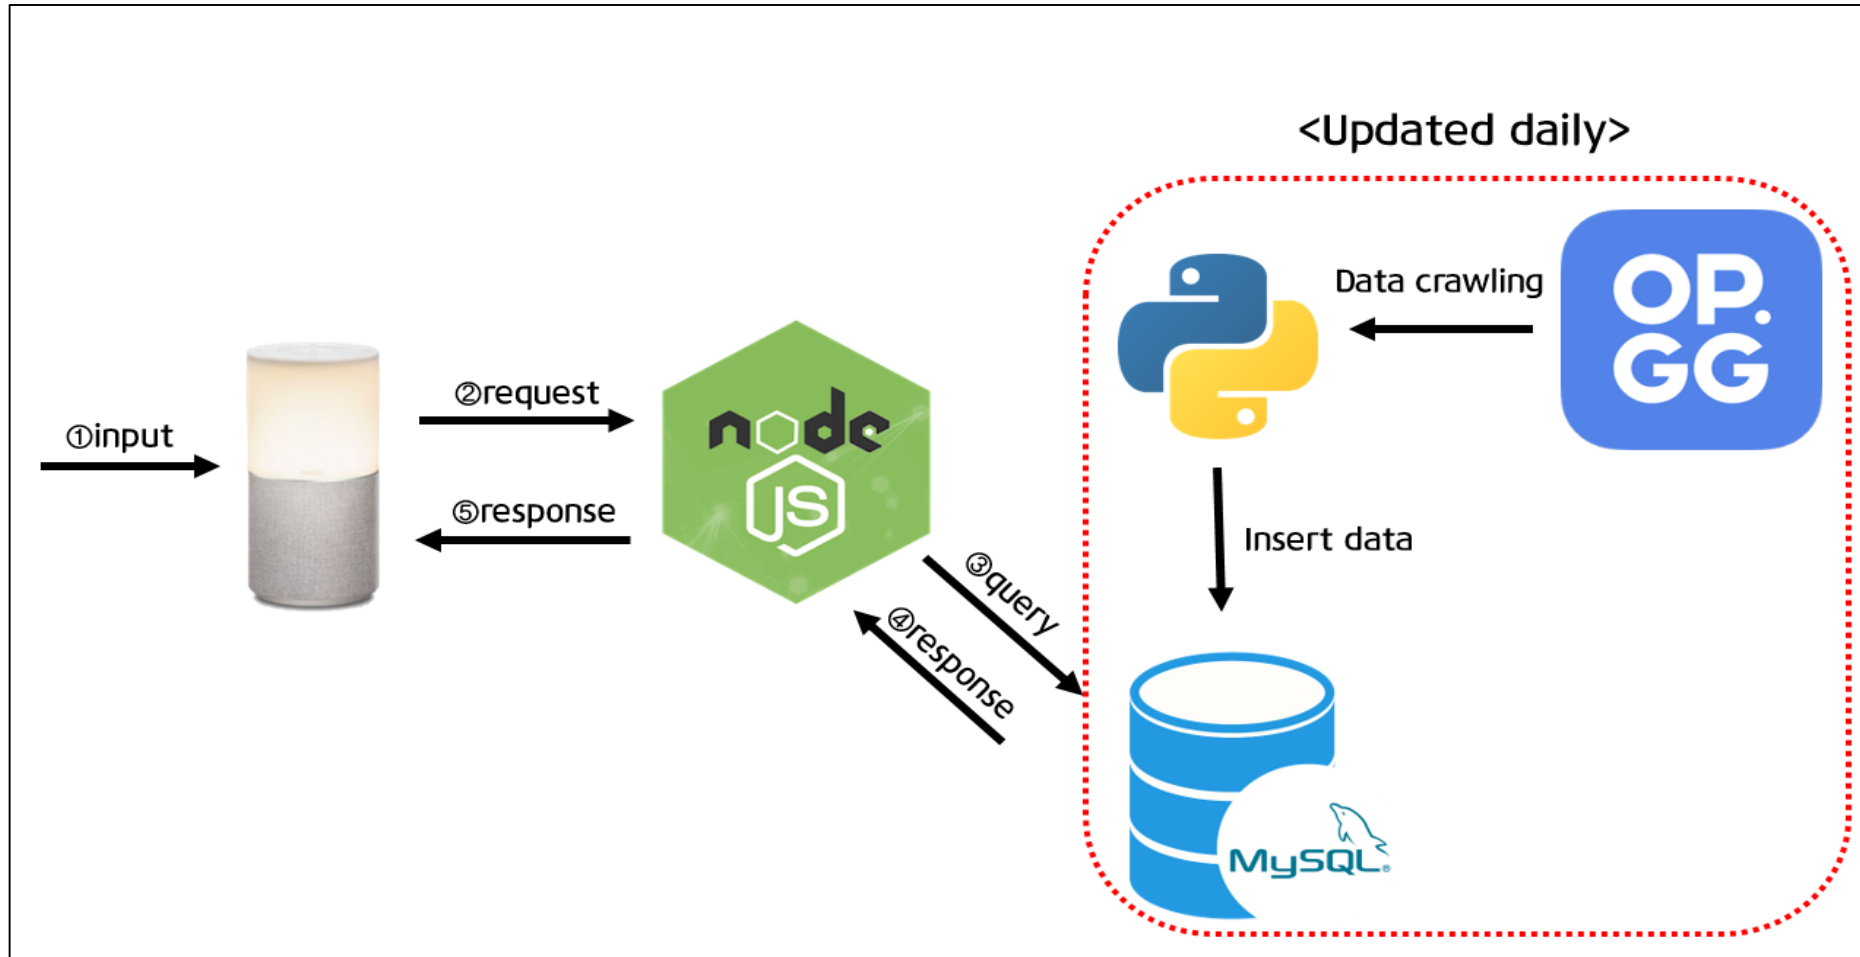 <Updated daily>
Data crawling
OP.
GG
②request
①input
node
JS
⑤response
Insert data
③query
④response
MySQL®